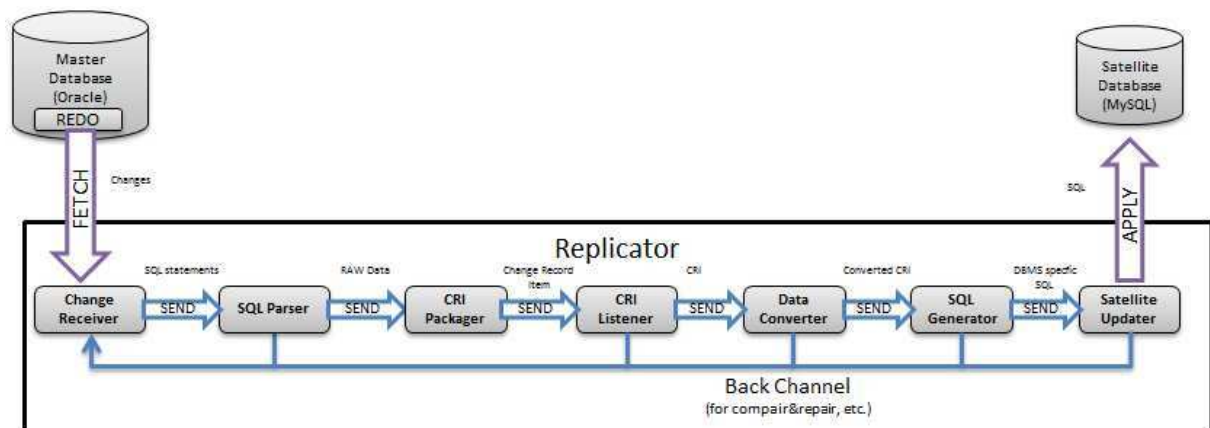 Master
Database
(Oracle)
REDO
Satellite
Database
(MySQL)
FETCH
Changes
SQL
APPLY
Replicator
SQL statements
RAW Data
Change Record
Item
CRI
Converted CRI
DBMS specfic
SQL
Change
Receiver
SEND
SQL Parser
SEND
CRI
Packager
SEND
CRI
Listener
SEND
Data
Converter
SEND
SQL
Generator
SEND
Satellite
Updater
Back Channel
(for compair&repair, etc.)